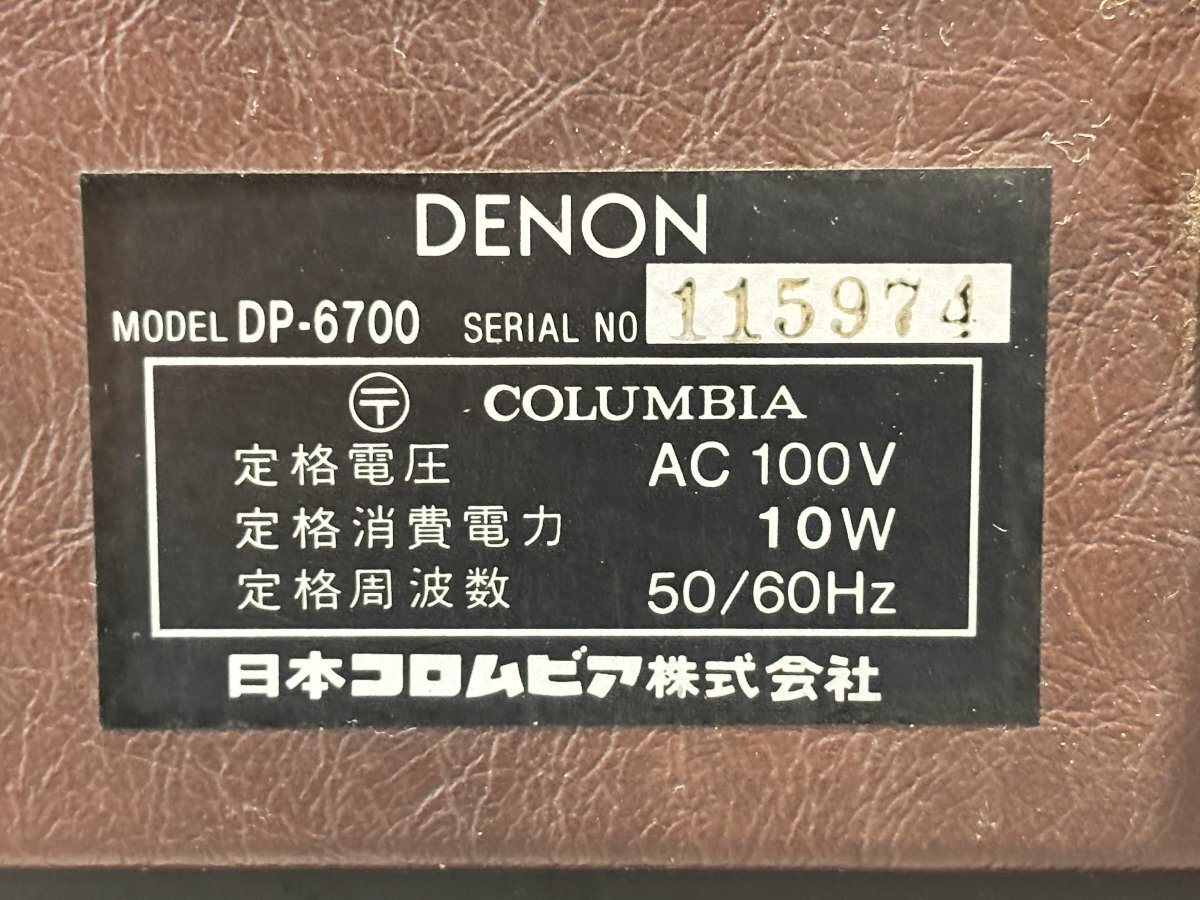 DENON
MODEL DP-6700 SERIAL NO 115974
〒 COLUMBIA
定格電圧 AC 100V
定格消費電力 10W
定格周波数 50/60Hz
日本コロムビア株式会社